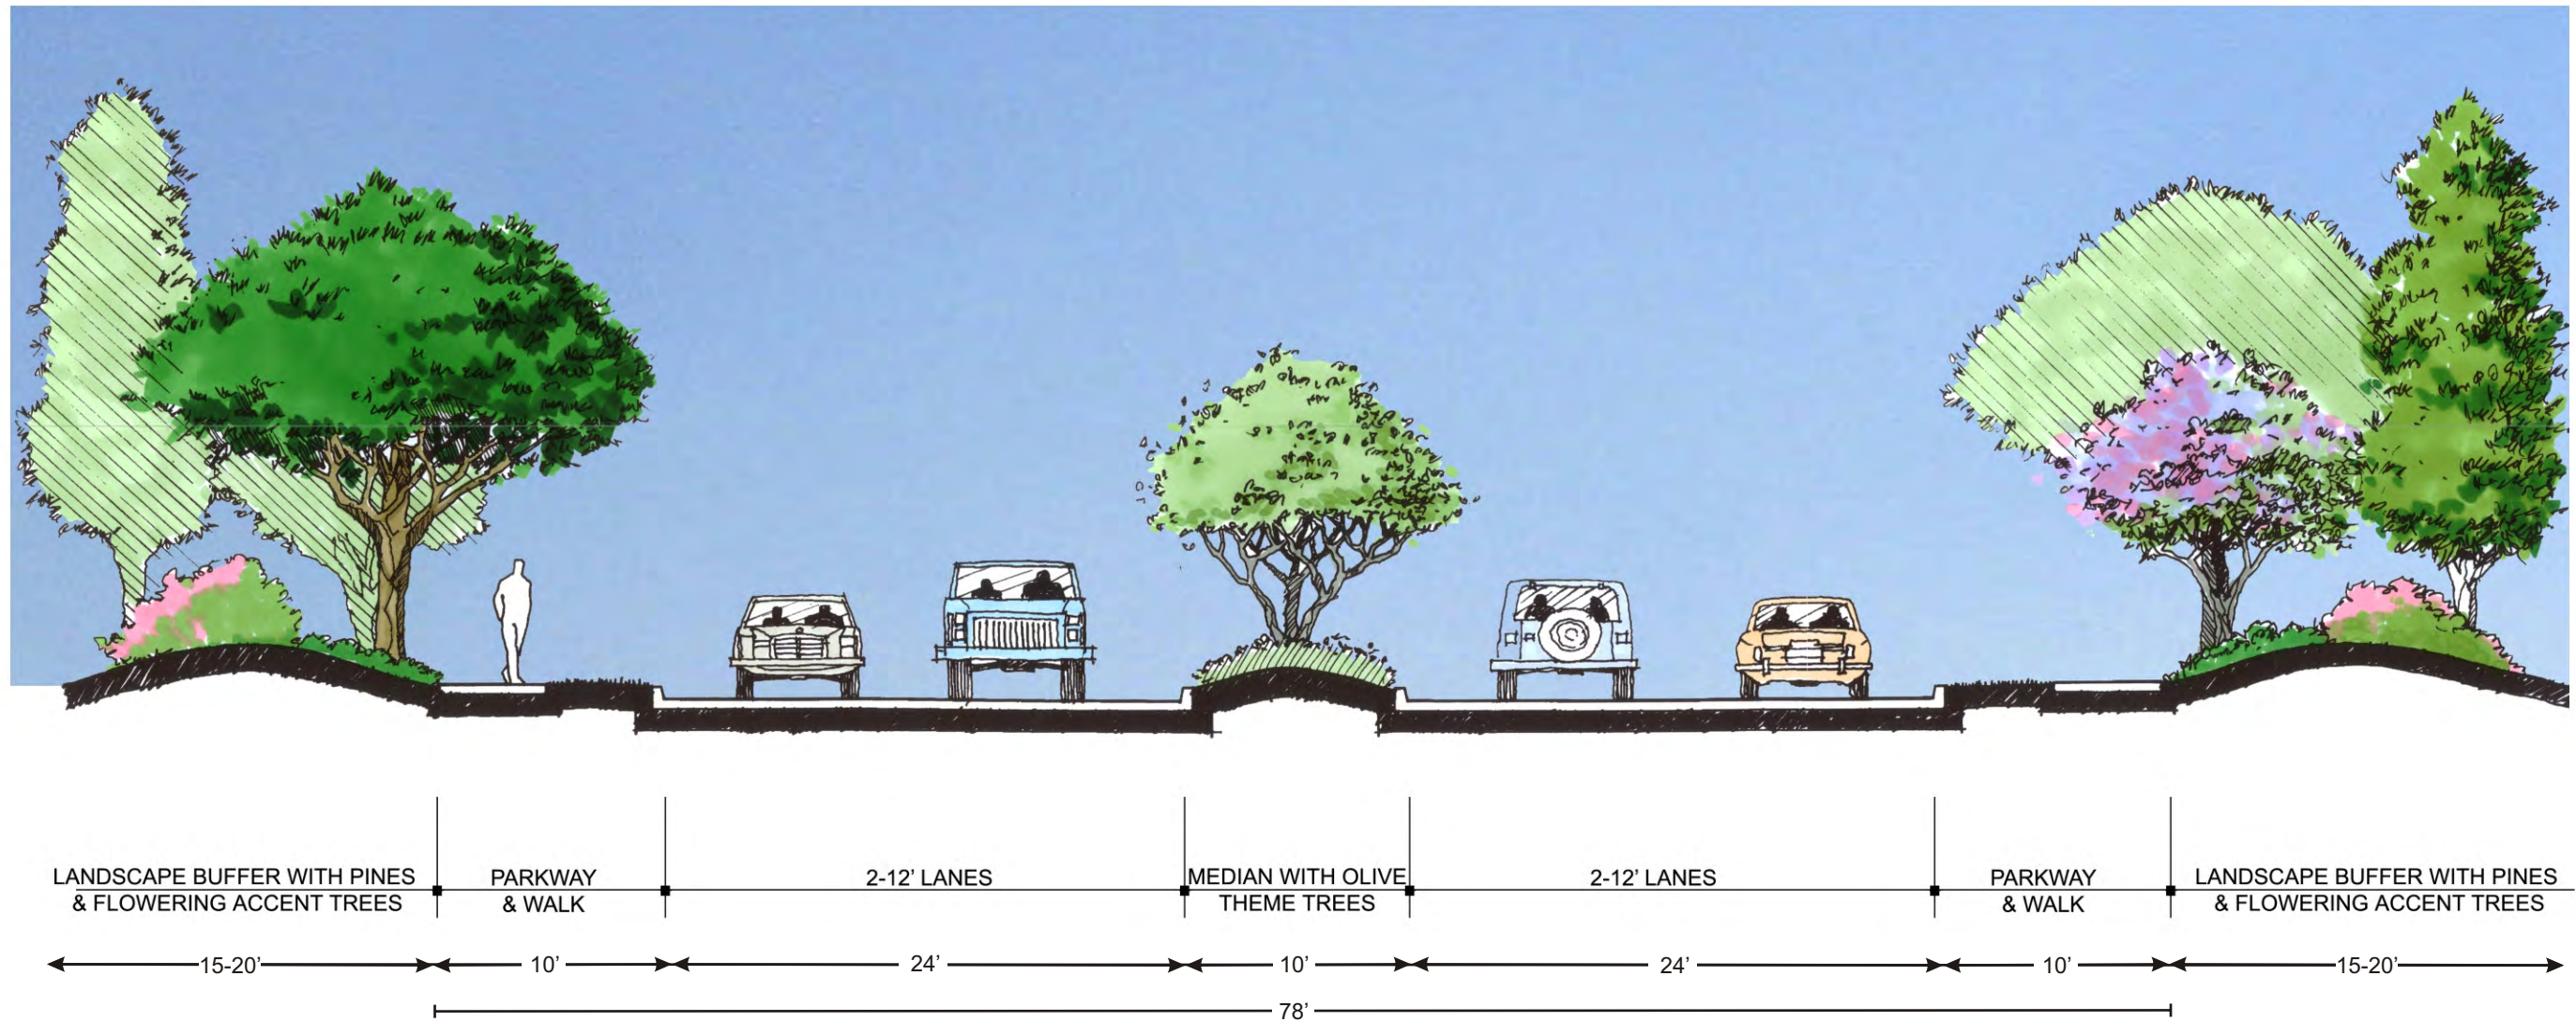 LANDSCAPE BUFFER WITH PINES
& FLOWERING ACCENT TREES
PARKWAY
& WALK
2-12’ LANES
MEDIAN WITH OLIVE
THEME TREES
2-12’ LANES
PARKWAY
& WALK
LANDSCAPE BUFFER WITH PINES
& FLOWERING ACCENT TREES
15-20’
10’
24’
10’
24’
10’
15-20’
78’